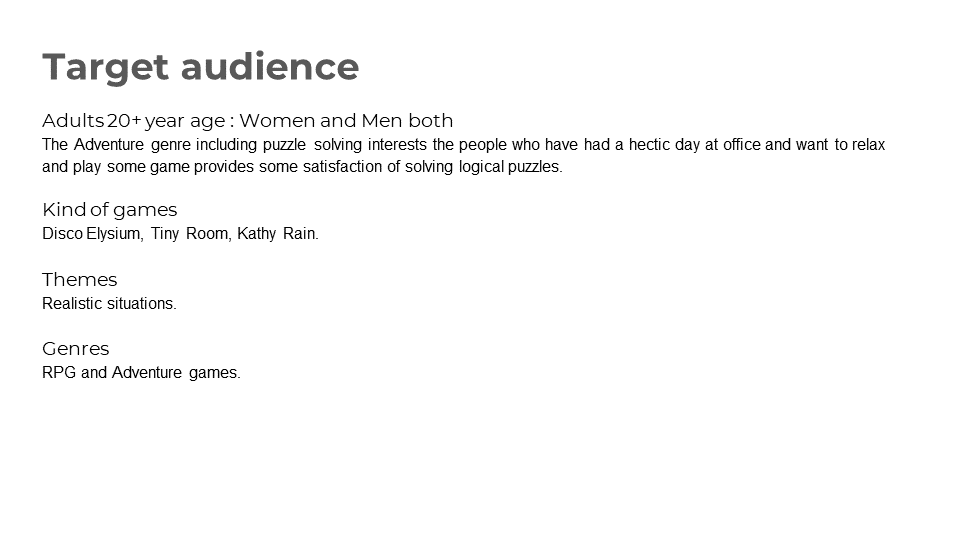 Target audience
Adults 20+ year age : Women and Men both
The Adventure genre including puzzle solving interests the people who have had a hectic day at office and want to relax
and play some game provides some satisfaction of solving logical puzzles.
Kind of games
Disco Elysium, Tiny Room, Kathy Rain.
Themes
Realistic situations.
Genres
RPG and Adventure games.